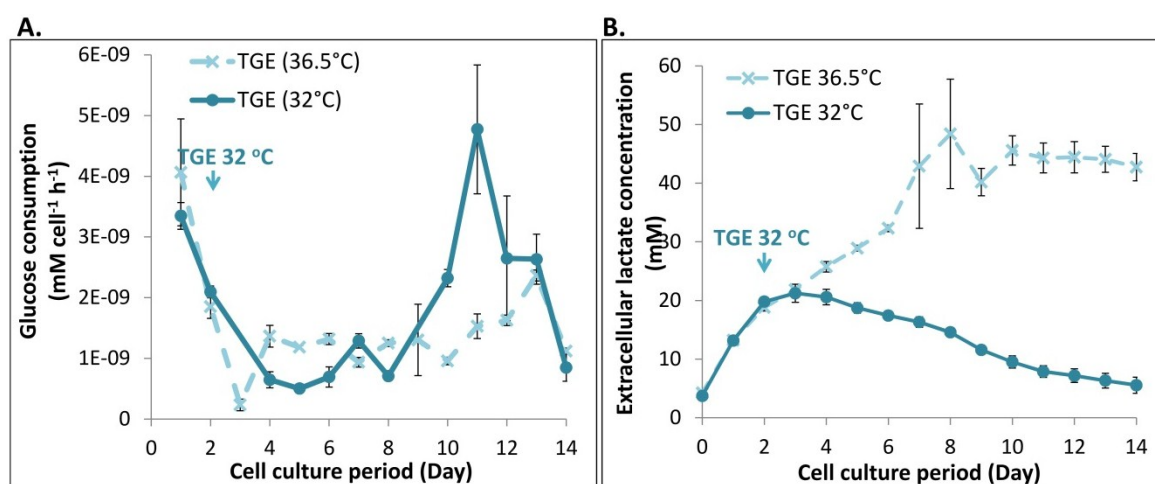 A.
6E-09
5E-09
4E-09
3E-09
2E-09
1E-09
0
Glucose consumption
(mM cell-1 h-1)
TGE (36.5°C)
TGE (32°C)
TGE 32 °C
0 2 4 6 8 10 12 14
Cell culture period (Day)
B.
60
50
40
30
20
10
0
Extracellular lactate concentration
(mM)
TGE 36.5°C
TGE 32°C
TGE 32 °C
0 2 4 6 8 10 12 14
Cell culture period (Day)